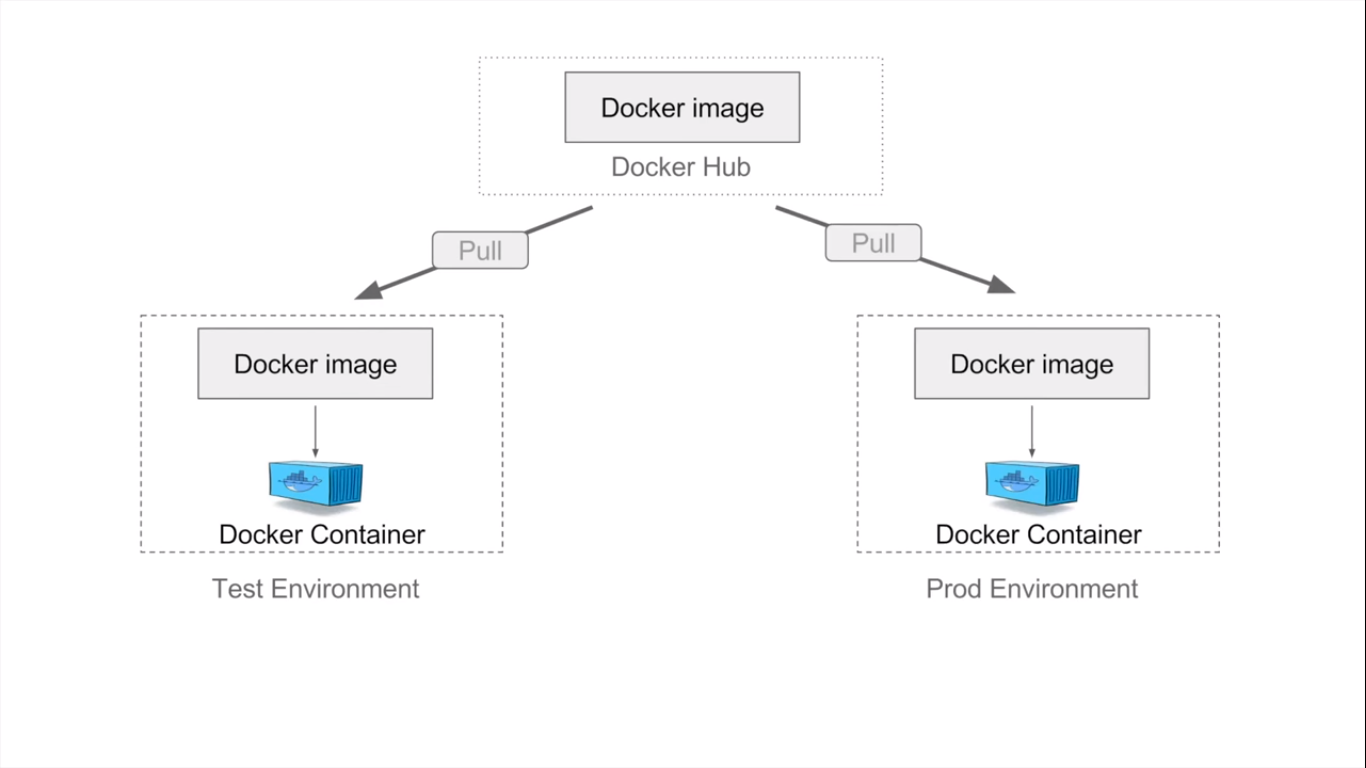 Docker image
Docker Hub
Pull
Pull
Docker image
Docker image
Docker Container
Docker Container
Test Environment
Prod Environment